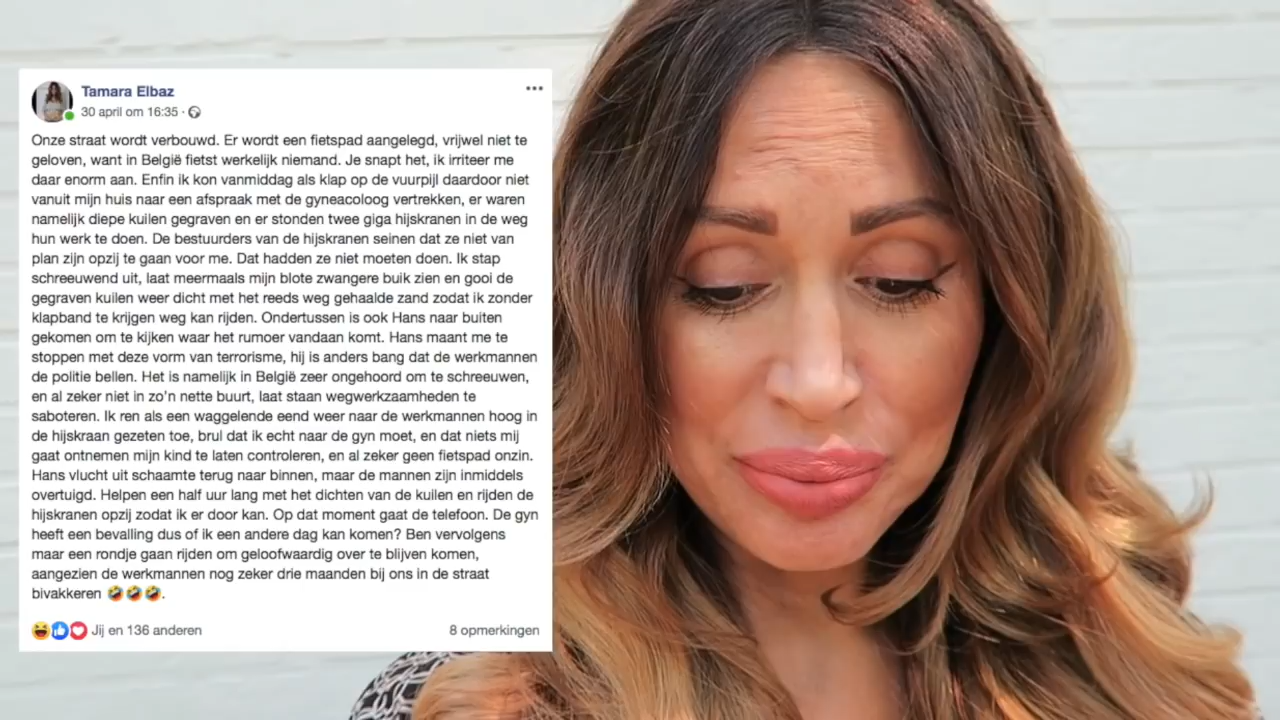 Tamara Elbaz
30 april om 16:35
Onze straat wordt verbouwd. Er wordt een fietspad aangelegd, vrijwel niet te
geloven, want in België fietst werkelijk niemand. Je snapt het, ik irriteer me
daar enorm aan. Enfin ik kon vanmiddag als klap op de vuurpijl daardoor niet
vanuit mijn huis naar een afspraak met de gyneacoloog vertrekken, er waren
namelijk diepe kuilen gegraven en er stonden twee giga hijskranen in de weg
hun werk te doen. De bestuurders van de hijskranen seinen dat ze niet van
plan zijn opzij te gaan voor me. Dat hadden ze niet moeten doen. Ik stap
schreeuwend uit, laat meermaals mijn blote zwangere buik zien en gooi de
gegraven kuilen weer dicht met het reeds weg gehaalde zand zodat ik zonder
klapband te krijgen weg kan rijden. Ondertussen is ook Hans naar buiten
gekomen om te kijken waar het rumoer vandaan komt. Hans maant me te
stoppen met deze vorm van terrorisme, hij is anders bang dat de werkmannen
de politie bellen. Het is namelijk in België zeer ongehoord om te schreeuwen,
en al zeker niet in zo'n nette buurt, laat staan wegwerkzaamheden te
saboteren. Ik ren als een waggelende eend weer naar de werkmannen hoog in
de hijskraan gezeten toe, brul dat ik echt naar de gyn moet, en dat niets mij
gaat ontnemen mijn kind te laten controleren, en al zeker geen fietspad onzin.
Hans vlucht uit schaamte terug naar binnen, maar de mannen zijn inmiddels
overtuigd. Helpen een half uur lang met het dichten van de kuilen en rijden de
hijskranen opzij zodat ik er door kan. Op dat moment gaat de telefoon. De gyn
heeft een bevalling dus of ik een andere dag kan komen? Ben vervolgens
maar een rondje gaan rijden om geloofwaardig over te blijven komen,
aangezien de werkmannen nog zeker drie maanden bij ons in de straat
bivakkeren 🤣🤣🤣.
Jij en 136 anderen
8 opmerkingen